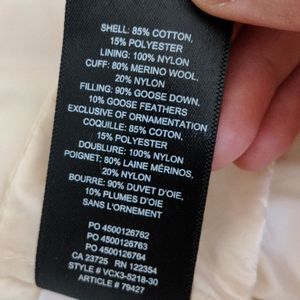 SHELL: 85% COTTON,
15% POLYESTER
LINING: 100% NYLON
CUFF: 80% MERINO WOOL,
20% NYLON
FILLING: 90% GOOSE DOWN,
10% GOOSE FEATHERS
EXCLUSIVE OF ORNAMENTATION
COQUILLE: 85% COTON,
15% POLYESTER
DOUBLURE: 100% NYLON
POIGNET: 80% LAINE MÉRINOS,
20% NYLON
BOURRE: 90% DUVET D'OIE,
10% PLUMES D'OIE
SANS L'ORNEMENT
PO 4500126762
PO 4500126763
PO 4500126764
CA 23725 RN 122354
STYLE # VCX3-5218-30
ARTICLE # 79427